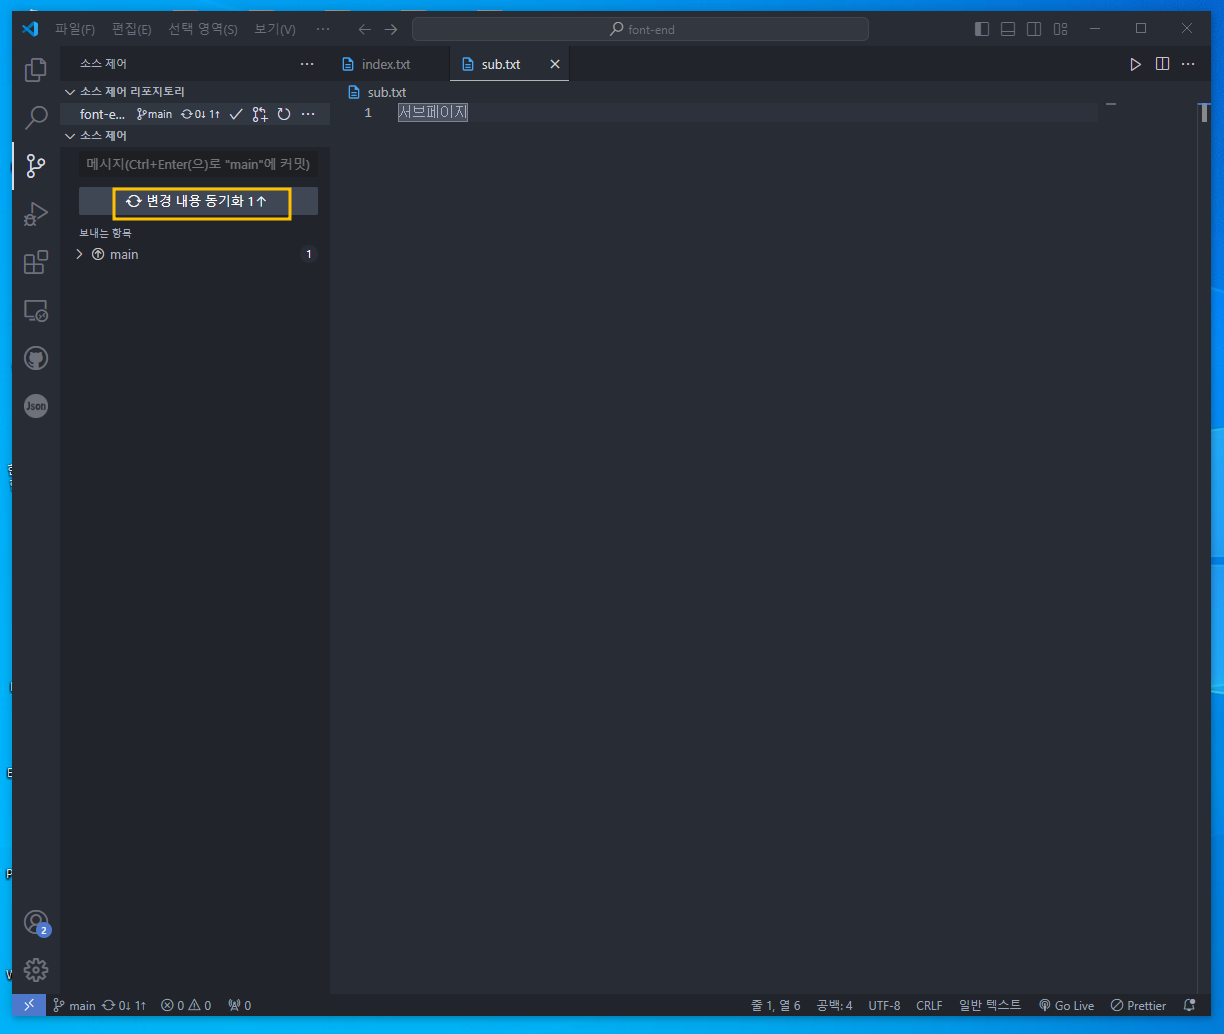 파일(F) 편집(E) 선택 영역(S) 보기(V) ··· font-end
소스 제어 ···
index.txt
sub.txt
소스 제어 리포지토리
sub.txt
font-e... main 0↓ 1↑ ···
1 서브페이지
소스 제어
메시지(Ctrl+Enter(으)로 "main"에 커밋)
변경 내용 동기화 1↑
보내는 항목
main 1
Json
2
main 0↓ 1↑ 0 0 0
줄 1, 열 6 공백: 4 UTF-8 CRLF 일반 텍스트 Go Live Prettier